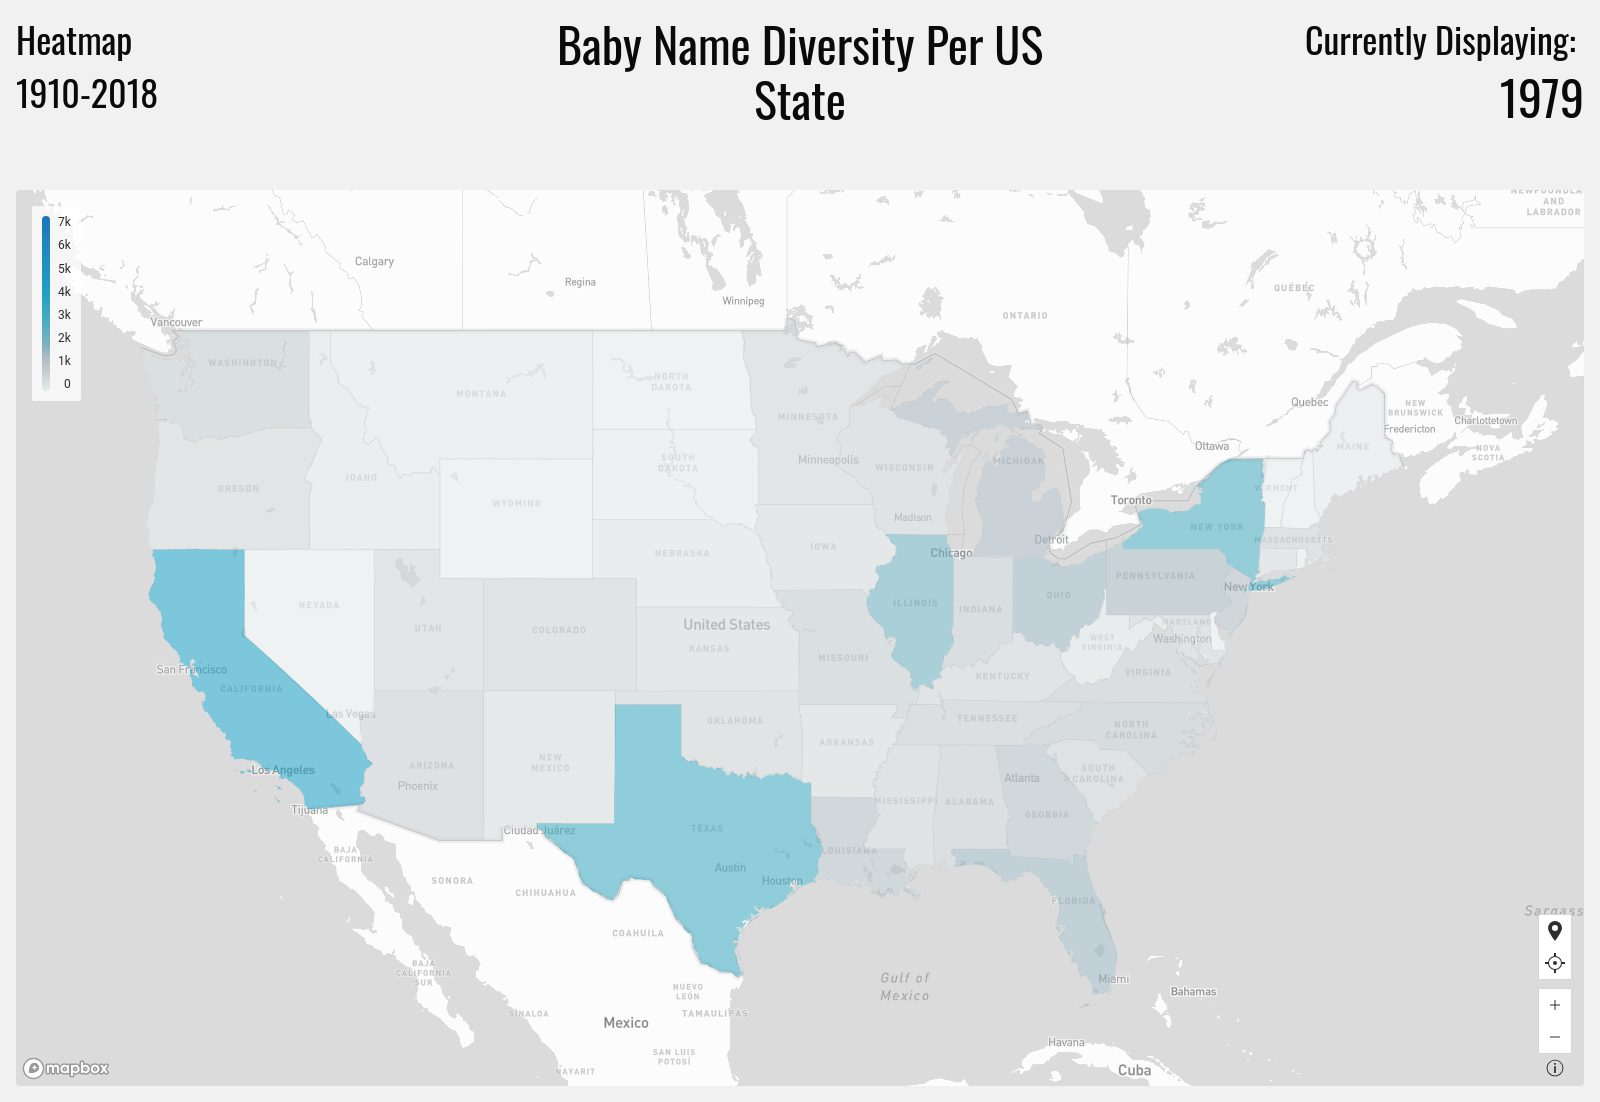 Heatmap
1910-2018
Baby Name Diversity Per US
State
Currently Displaying:
1979
7k
6k
5k
4k
3k
2k
1k
0
NEWFOUNDLA
AND
LABRADOR
Calgary
Regina
Winnipeg
Vancouver
ONTARIO
QUÉBEC
Quebec
NEW
BRUNSWICK
Fredericton
Charlottetown
NOVA
SCOTIA
Ottawa
Toronto
WASHINGTON
MONTANA
NORTH
DAKOTA
MINNESOTA
Minneapolis
SOUTH
DAKOTA
WISCONSIN
Madison
MICHIGAN
Detroit
MAINE
VERMONT
NEW YORK
MASSACHUSETTS
OREGON
IDAHO
WYOMING
IOWA
NEBRASKA
Chicago
ILLINOIS
INDIANA
OHIO
PENNSYLVANIA
New York
NEVADA
UTAH
COLORADO
United States
KANSAS
MISSOURI
WEST
VIRGINIA
MARYLAND
Washington
VIRGINIA
KENTUCKY
San Francisco
CALIFORNIA
Las Vegas
Los Angeles
Tijuana
ARIZONA
Phoenix
NEW
MEXICO
OKLAHOMA
ARKANSAS
TENNESSEE
NORTH
CAROLINA
SOUTH
CAROLINA
Atlanta
MISSISSIPPI
ALABAMA
GEORGIA
Ciudad Juárez
TEXAS
Austin
Houston
LOUISIANA
FLORIDA
Miami
BAJA
CALIFORNIA
SONORA
CHIHUAHUA
COAHUILA
BAJA
CALIFORNIA
SUR
NUEVO
LEÓN
SINALOA
Mexico
TAMAULIPAS
SAN LUIS
POTOSÍ
NAYARIT
Gulf of
Mexico
Sargass
Bahamas
Havana
Cuba
mapbox